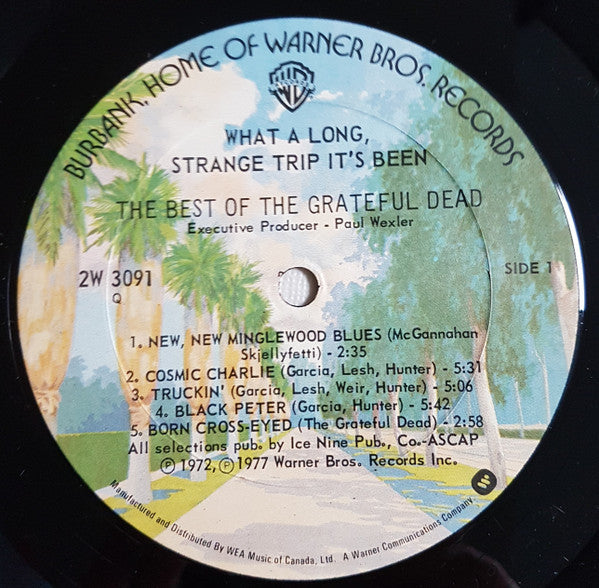 BURBANK, HOME OF WARNER BROS. RECORDS
WHAT A LONG,
STRANGE TRIP IT'S BEEN
THE BEST OF THE GRATEFUL DEAD
Executive Producer - Paul Wexler
2W 3091
Q
SIDE 1
1. NEW, NEW MINGLEWOOD BLUES (McGannahan
Skjellyfetti) - 2:35
2. COSMIC CHARLIE (Garcia, Lesh, Hunter) - 5:31
3. TRUCKIN' (Garcia, Lesh, Weir, Hunter) - 5:06
4. BLACK PETER (Garcia, Hunter) - 5:42
5. BORN CROSS-EYED (The Grateful Dead) - 2:58
All selections pub. by Ice Nine Pub., Co.-ASCAP
Ⓟ 1972, Ⓟ 1977 Warner Bros. Records Inc.
Manufactured and Distributed By WEA Music of Canada, Ltd. A Warner Communications Company.